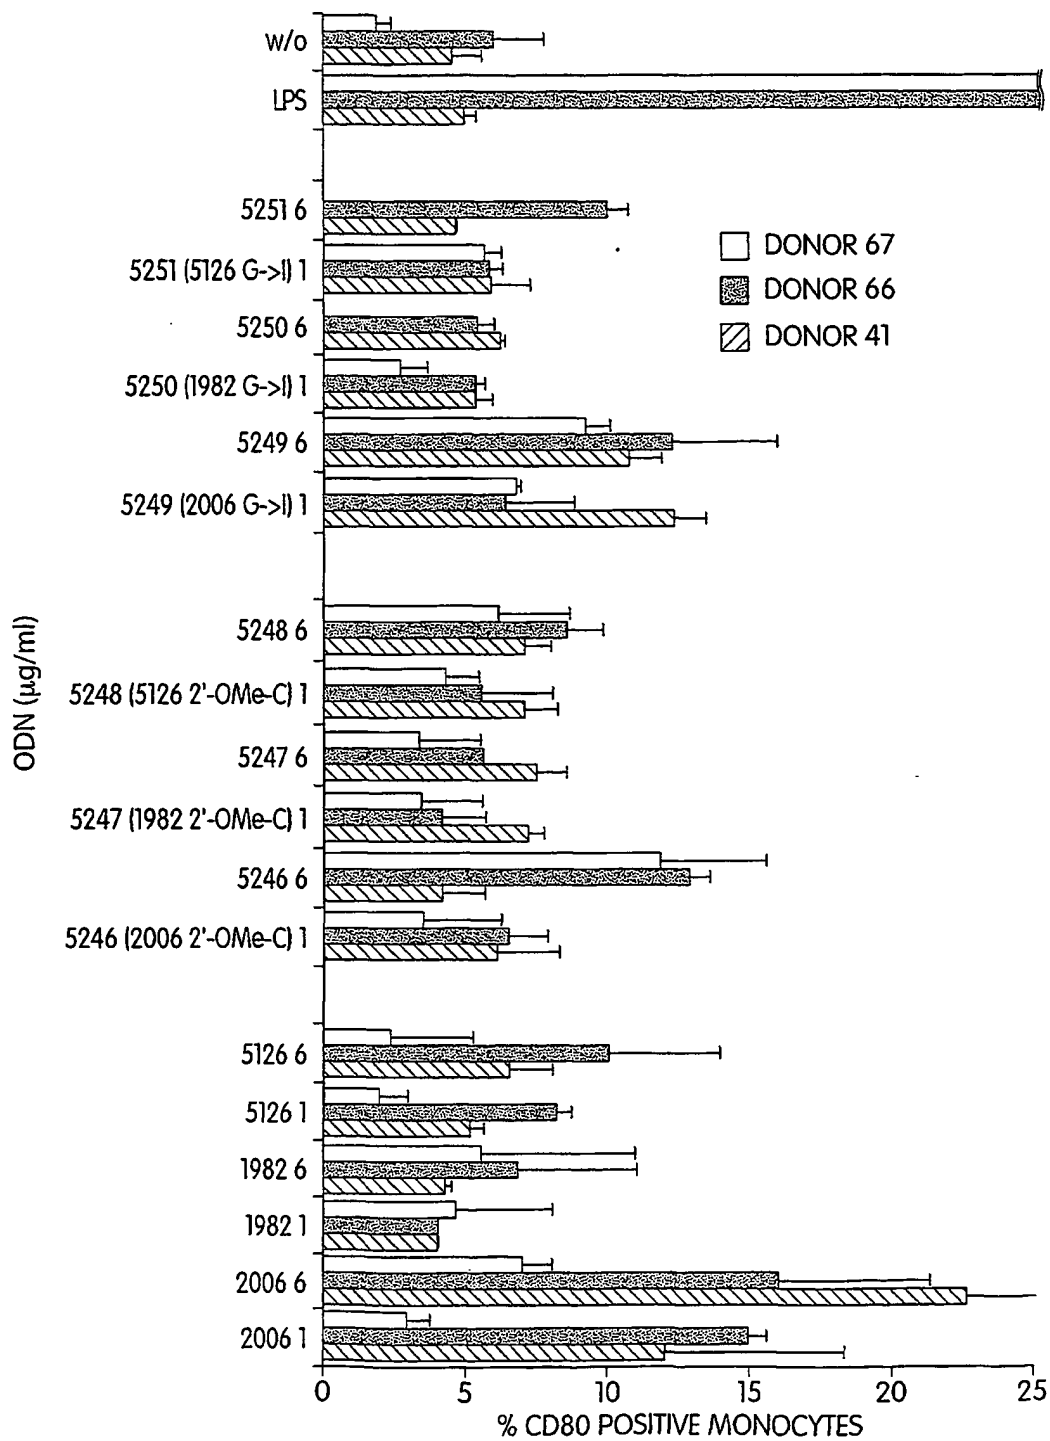 w/o
LPS
5251 6
5251 (5126 G->I) 1
5250 6
5250 (1982 G->I) 1
5249 6
5249 (2006 G->I) 1
DONOR 67
DONOR 66
DONOR 41
ODN (µg/ml)
5248 6
5248 (5126 2'-OMe-C) 1
5247 6
5247 (1982 2'-OMe-C) 1
5246 6
5246 (2006 2'-OMe-C) 1
5126 6
5126 1
1982 6
1982 1
2006 6
2006 1
0 5 10 15 20 25
% CD80 POSITIVE MONOCYTES